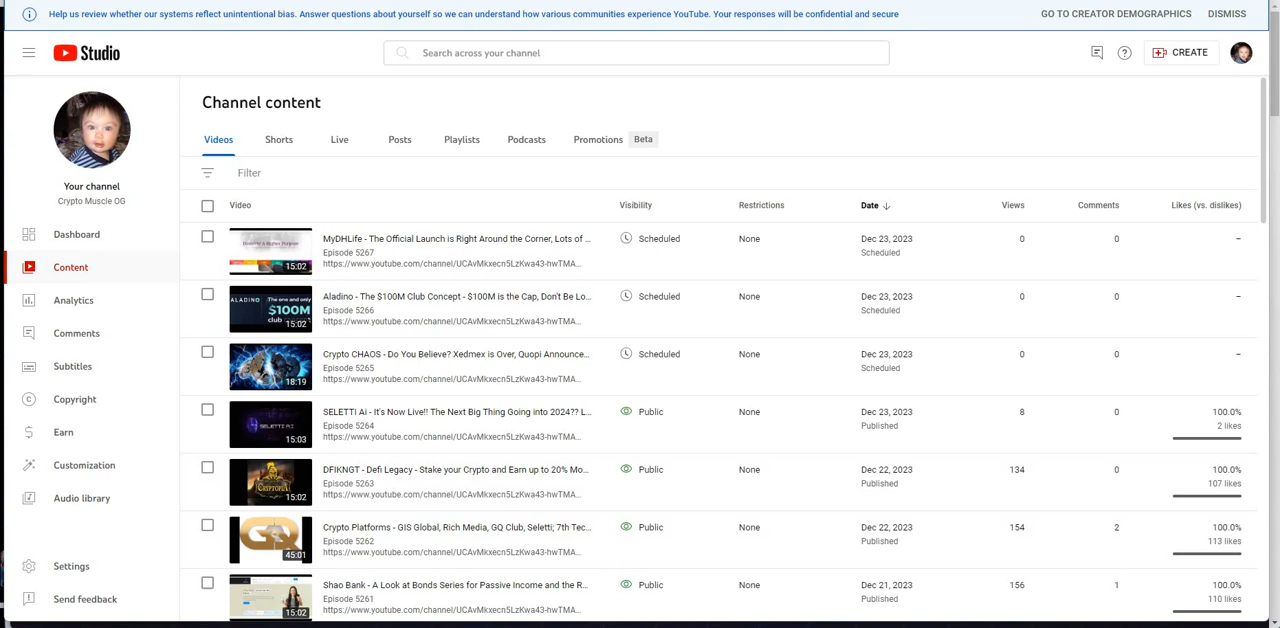 Help us review whether our systems reflect unintentional bias. Answer questions about yourself so we can understand how various communities experience YouTube. Your responses will be confidential and secure
GO TO CREATOR DEMOGRAPHICS DISMISS
Studio
Search across your channel
CREATE
Your channel
Crypto Muscle OG
Dashboard
Content
Analytics
Comments
Subtitles
Copyright
Earn
Customization
Audio library
Settings
Send feedback
Channel content
Videos Shorts Live Posts Playlists Podcasts Promotions Beta
Filter
Video Visibility Restrictions Date Views Comments Likes (vs. dislikes)
MyDHLife - The Official Launch is Right Around the Corner, Lots of ... Scheduled None Dec 23, 2023 0 0 –
Episode 5267 Scheduled
https://www.youtube.com/channel/UCAvMkxecn5LzKwa43-hwTMA...
15:02
Aladino - The $100M Club Concept - $100M is the Cap, Don't Be Lo... Scheduled None Dec 23, 2023 0 0 –
Episode 5266 Scheduled
https://www.youtube.com/channel/UCAvMkxecn5LzKwa43-hwTMA...
ALADINO The one and only
$100M
club
15:02
Crypto CHAOS - Do You Believe? Xedmex is Over, Quopi Announce... Scheduled None Dec 23, 2023 0 0 –
Episode 5265 Scheduled
https://www.youtube.com/channel/UCAvMkxecn5LzKwa43-hwTMA...
18:19
SELETTI Ai - It's Now Live!! The Next Big Thing Going into 2024?? L... Public None Dec 23, 2023 8 0 100.0%
Episode 5264 Published 2 likes
https://www.youtube.com/channel/UCAvMkxecn5LzKwa43-hwTMA...
SELETTI AI
15:03
DFIKNGT - Defi Legacy - Stake your Crypto and Earn up to 20% Mo... Public None Dec 22, 2023 134 0 100.0%
Episode 5263 Published 107 likes
https://www.youtube.com/channel/UCAvMkxecn5LzKwa43-hwTMA...
CRYPTOPIA
15:02
Crypto Platforms - GIS Global, Rich Media, GQ Club, Seletti; 7th Tec... Public None Dec 22, 2023 154 2 100.0%
Episode 5262 Published 113 likes
https://www.youtube.com/channel/UCAvMkxecn5LzKwa43-hwTMA...
GQ
45:01
Shao Bank - A Look at Bonds Series for Passive Income and the R... Public None Dec 21, 2023 156 1 100.0%
Episode 5261 Published 110 likes
https://www.youtube.com/channel/UCAvMkxecn5LzKwa43-hwTMA...
15:02